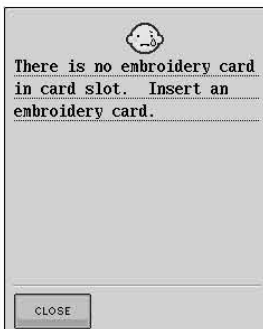 There is no embroidery card
in card slot.  Insert an
embroidery card.
CLOSE